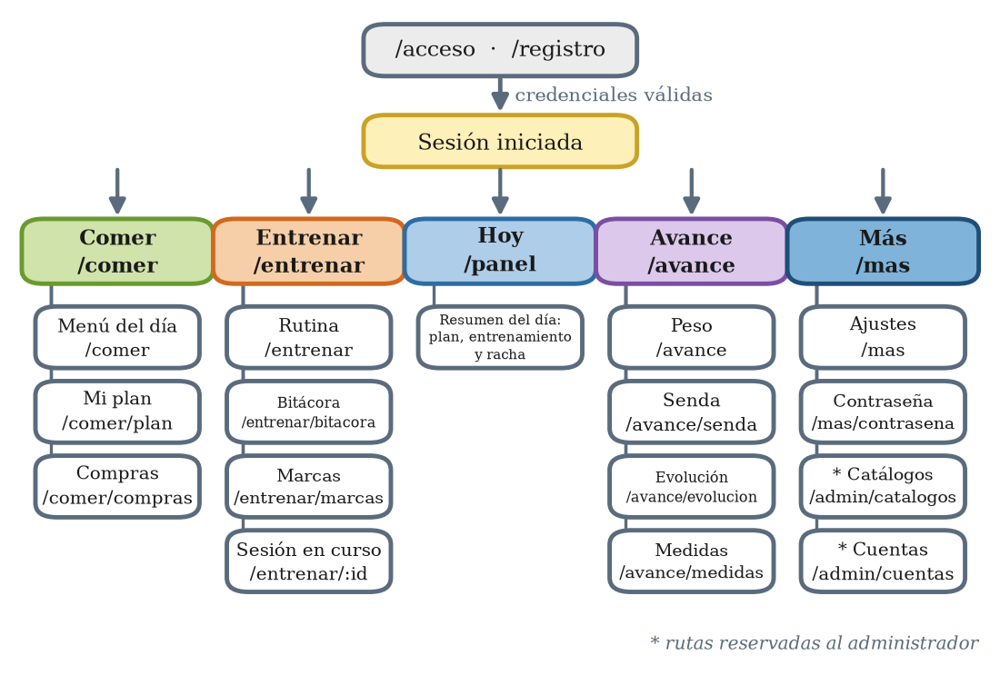 /acceso · /registro
credenciales válidas
Sesión iniciada
Comer
/comer
Entrenar
/entrenar
Hoy
/panel
Avance
/avance
Más
/mas
Menú del día
/comer
Mi plan
/comer/plan
Compras
/comer/compras
Rutina
/entrenar
Bitácora
/entrenar/bitacora
Marcas
/entrenar/marcas
Sesión en curso
/entrenar/:id
Resumen del día:
plan, entrenamiento
y racha
Peso
/avance
Senda
/avance/senda
Evolución
/avance/evolucion
Medidas
/avance/medidas
Ajustes
/mas
Contraseña
/mas/contrasena
* Catálogos
/admin/catalogos
* Cuentas
/admin/cuentas
* rutas reservadas al administrador